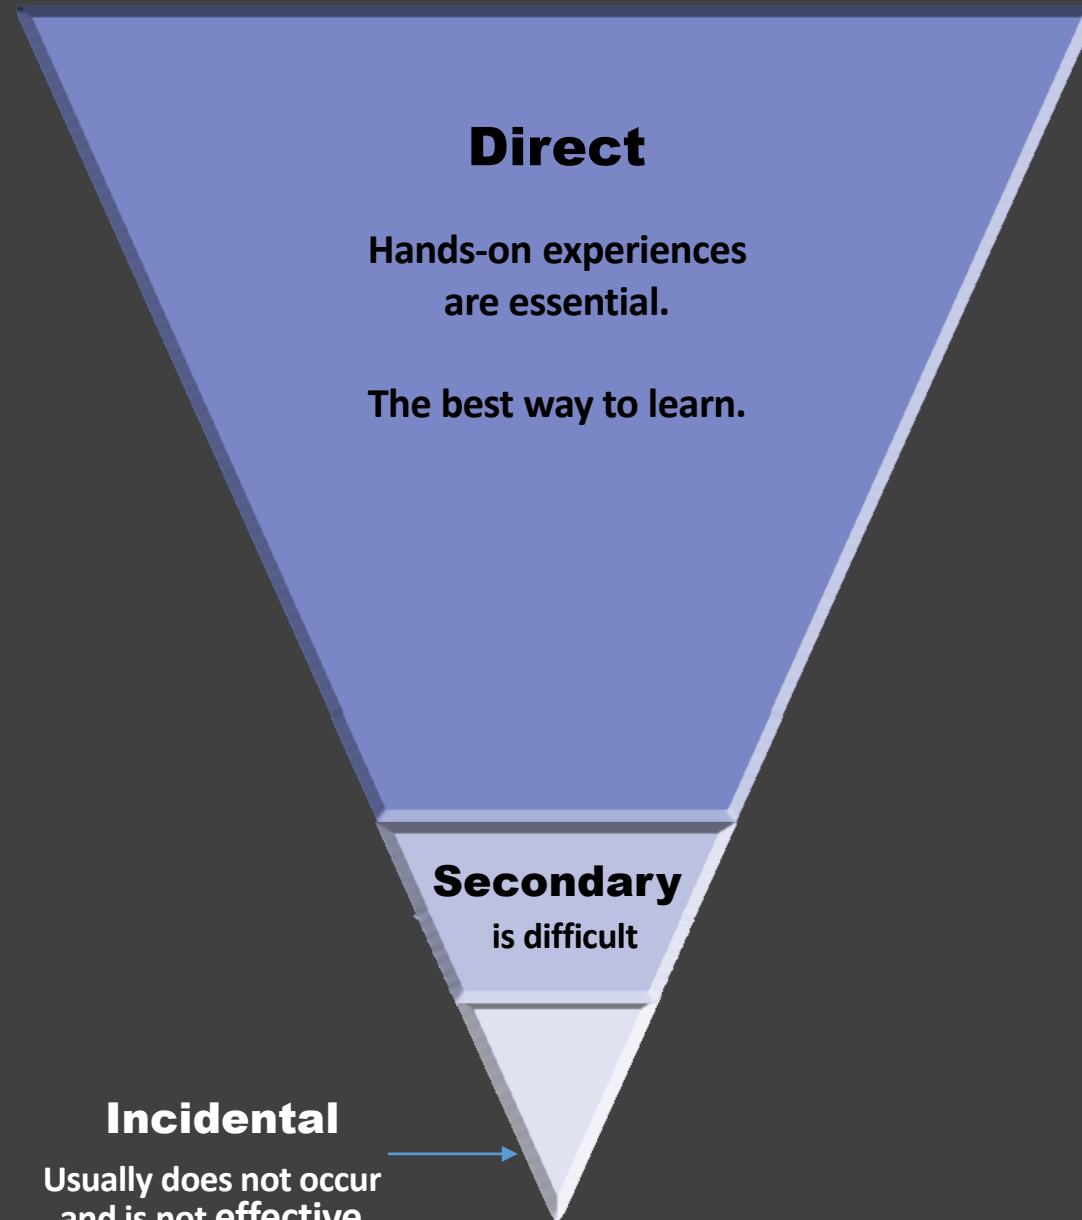 Direct
Hands-on experiences
are essential.
The best way to learn.
Secondary
is difficult
Incidental
Usually does not occur
and is not effective